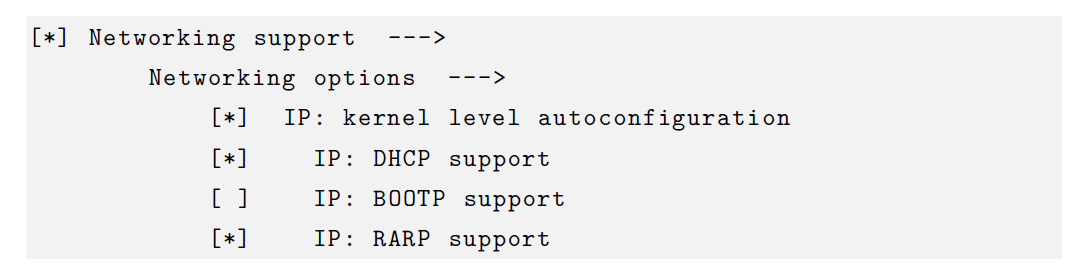 [*] Networking support  --->
        Networking options  --->
            [*]  IP: kernel level autoconfiguration
            [*]    IP: DHCP support
            [ ]    IP: BOOTP support
            [*]    IP: RARP support